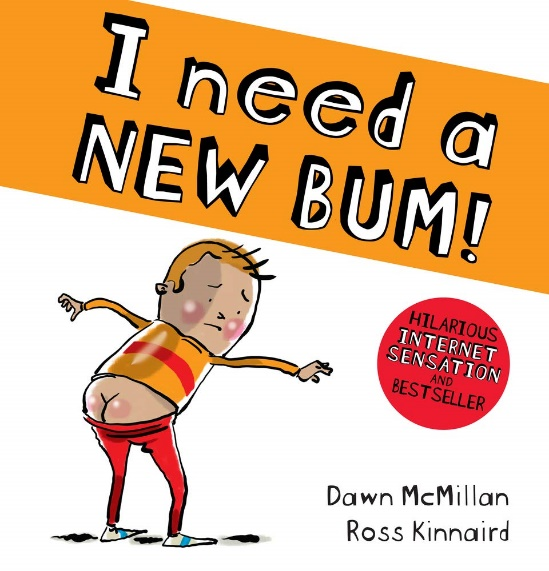 I need a
NEW BUM!
HILARIOUS
INTERNET
SENSATION
AND
BESTSELLER
Dawn McMillan
Ross Kinnaird